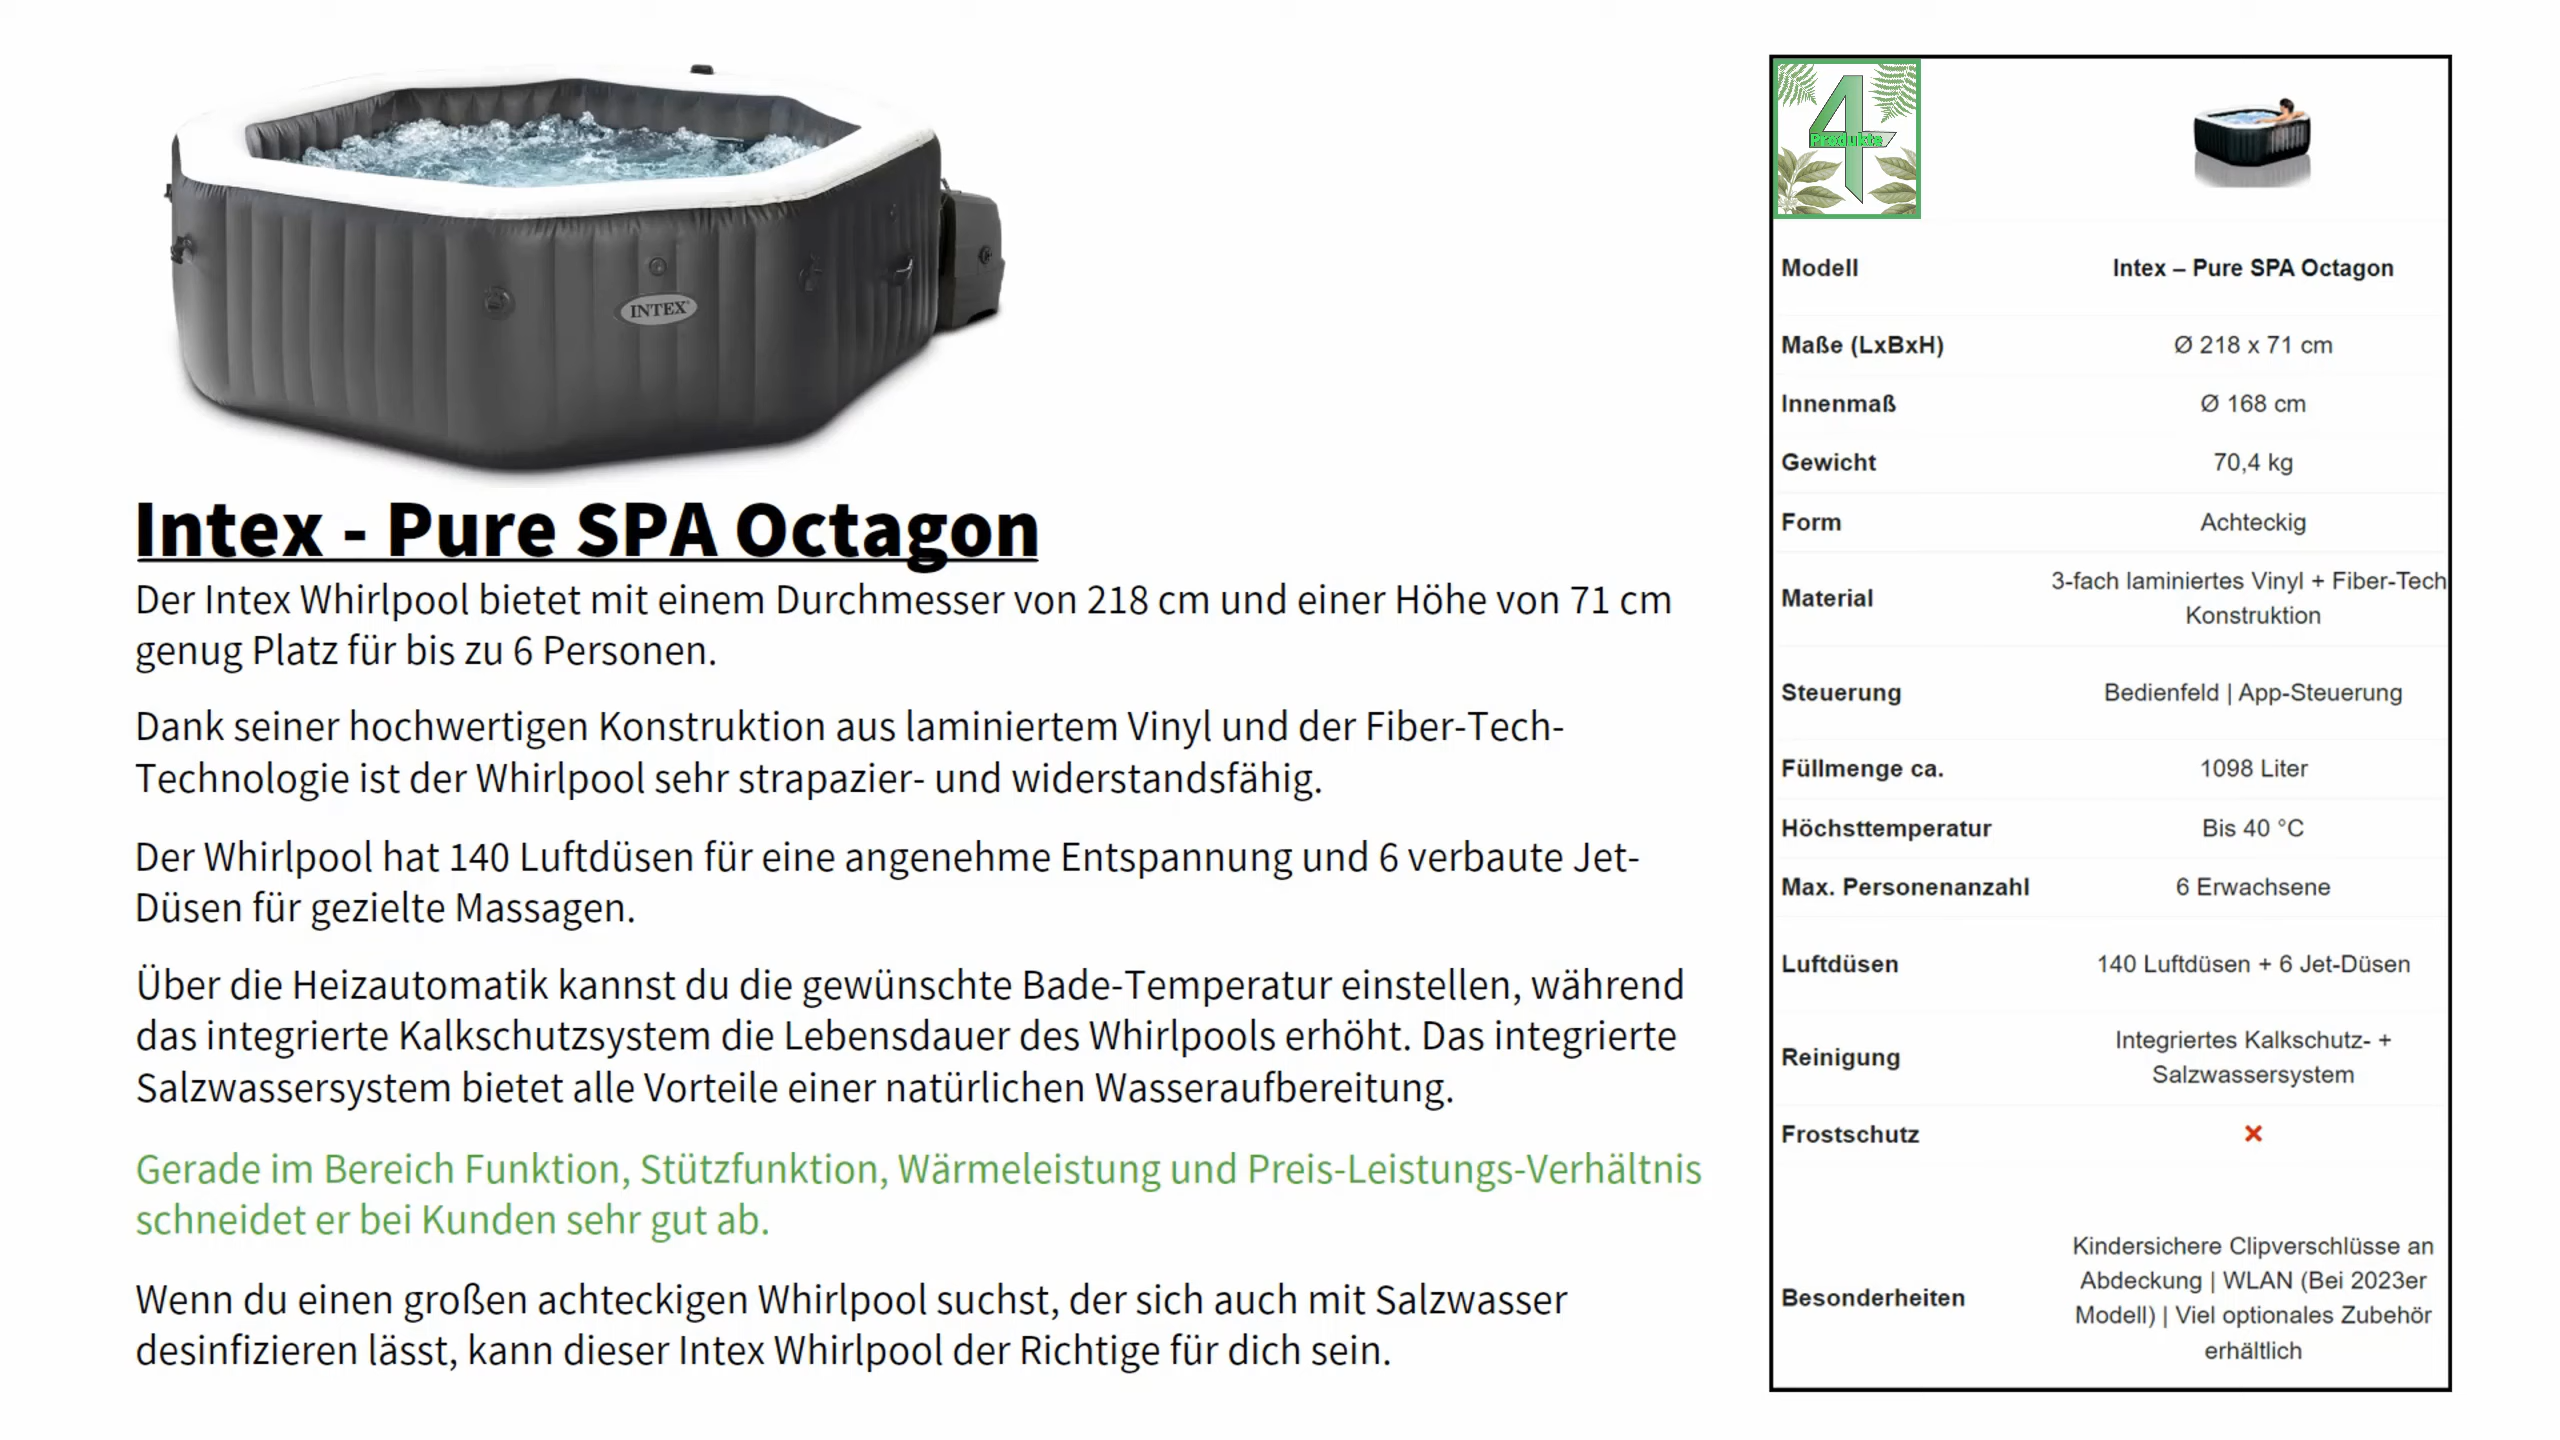 INTEX
Intex - Pure SPA Octagon
Der Intex Whirlpool bietet mit einem Durchmesser von 218 cm und einer Höhe von 71 cm
genug Platz für bis zu 6 Personen.
Dank seiner hochwertigen Konstruktion aus laminiertem Vinyl und der Fiber-Tech-
Technologie ist der Whirlpool sehr strapazier- und widerstandsfähig.
Der Whirlpool hat 140 Luftdüsen für eine angenehme Entspannung und 6 verbaute Jet-
Düsen für gezielte Massagen.
Über die Heizautomatik kannst du die gewünschte Bade-Temperatur einstellen, während
das integrierte Kalkschutzsystem die Lebensdauer des Whirlpools erhöht. Das integrierte
Salzwassersystem bietet alle Vorteile einer natürlichen Wasseraufbereitung.
Gerade im Bereich Funktion, Stützfunktion, Wärmeleistung und Preis-Leistungs-Verhältnis
schneidet er bei Kunden sehr gut ab.
Wenn du einen großen achteckigen Whirlpool suchst, der sich auch mit Salzwasser
desinfizieren lässt, kann dieser Intex Whirlpool der Richtige für dich sein.
4
Produkte
Modell Intex – Pure SPA Octagon
Maße (LxBxH) Ø 218 x 71 cm
Innenmaß Ø 168 cm
Gewicht 70,4 kg
Form Achteckig
Material 3-fach laminiertes Vinyl + Fiber-Tech
Konstruktion
Steuerung Bedienfeld | App-Steuerung
Füllmenge ca. 1098 Liter
Höchsttemperatur Bis 40 °C
Max. Personenanzahl 6 Erwachsene
Luftdüsen 140 Luftdüsen + 6 Jet-Düsen
Reinigung Integriertes Kalkschutz- +
Salzwassersystem
Frostschutz ×
Besonderheiten Kindersichere Clipverschlüsse an
Abdeckung | WLAN (Bei 2023er
Modell) | Viel optionales Zubehör
erhältlich